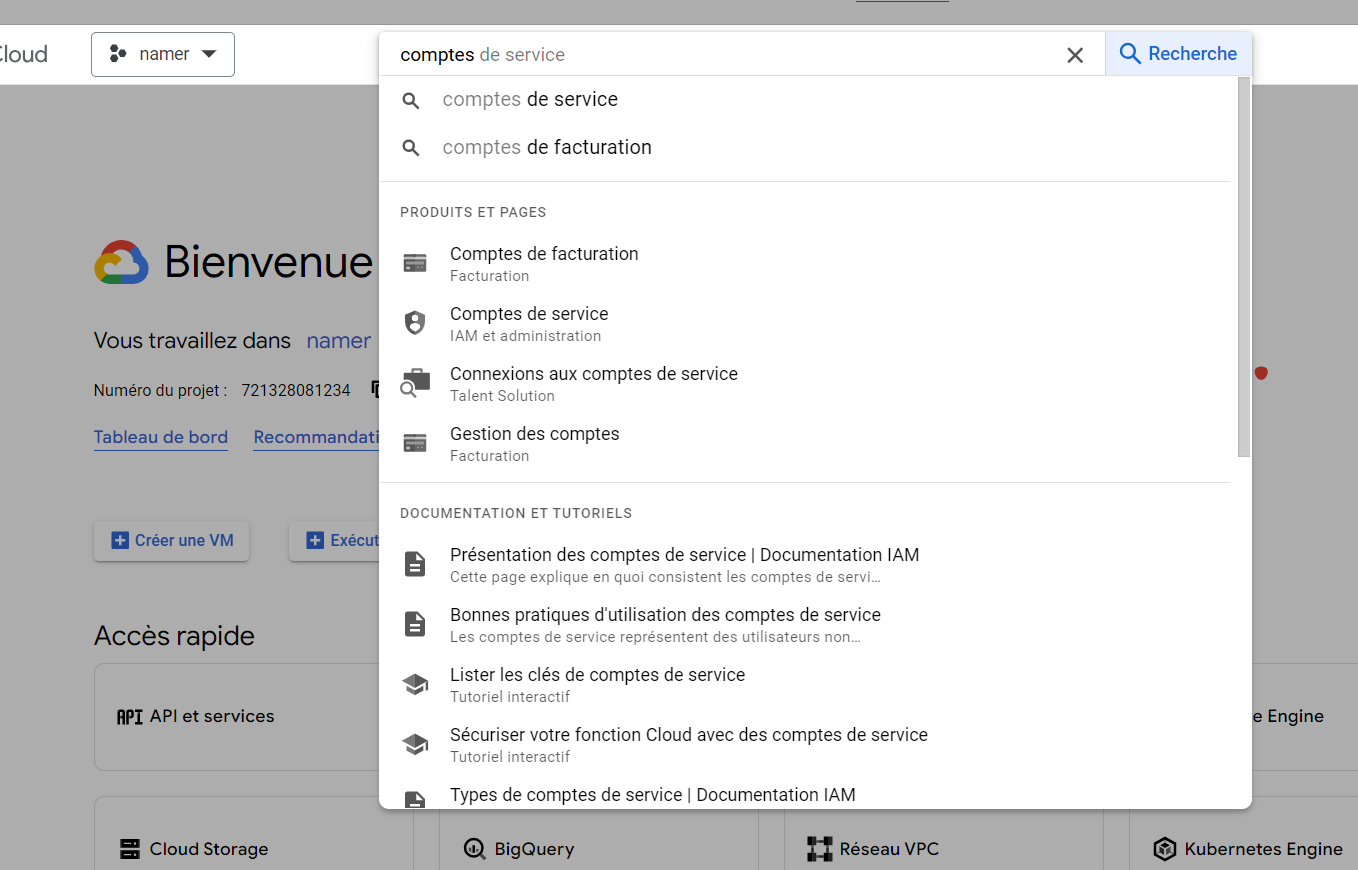 Cloud
namer
comptes de service
Recherche
comptes de service
comptes de facturation
PRODUITS ET PAGES
Comptes de facturation
Facturation
Comptes de service
IAM et administration
Connexions aux comptes de service
Talent Solution
Gestion des comptes
Facturation
DOCUMENTATION ET TUTORIELS
Présentation des comptes de service | Documentation IAM
Cette page explique en quoi consistent les comptes de servi…
Bonnes pratiques d'utilisation des comptes de service
Les comptes de service représentent des utilisateurs non…
Lister les clés de comptes de service
Tutoriel interactif
Sécuriser votre fonction Cloud avec des comptes de service
Tutoriel interactif
Types de comptes de service | Documentation IAM
Bienvenue
Vous travaillez dans namer
Numéro du projet : 721328081234
Tableau de bord Recommandati
Créer une VM Exécut
Accès rapide
API API et services
e Engine
Cloud Storage
BigQuery
Réseau VPC
Kubernetes Engine